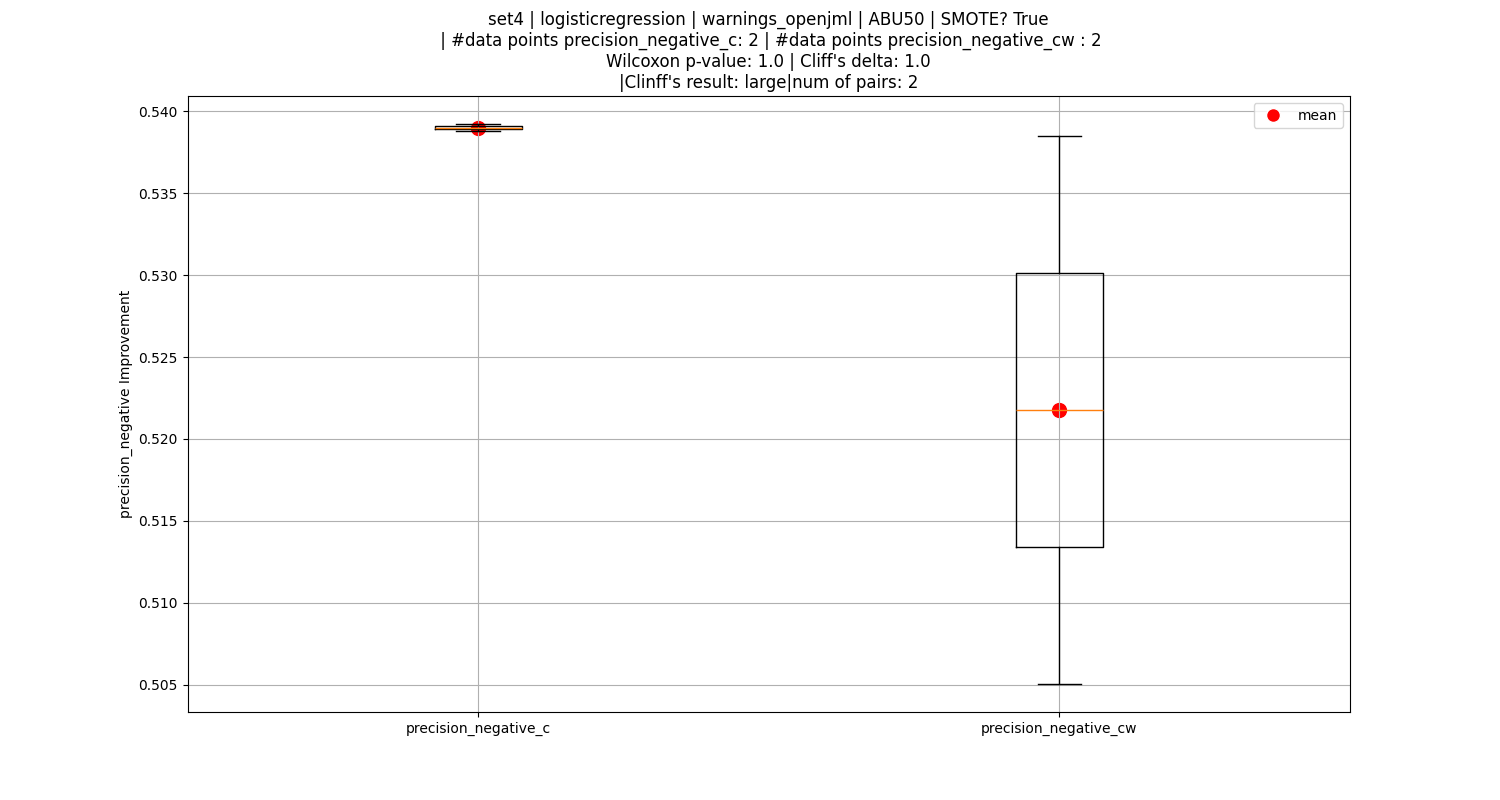 set4 | logisticregression | warnings_openjml | ABU50 | SMOTE? True
| #data points precision_negative_c: 2 | #data points precision_negative_cw : 2
Wilcoxon p-value: 1.0 | Cliff's delta: 1.0
|Clinff's result: large|num of pairs: 2
mean
precision_negative Improvement
0.540
0.535
0.530
0.525
0.520
0.515
0.510
0.505
precision_negative_c
precision_negative_cw